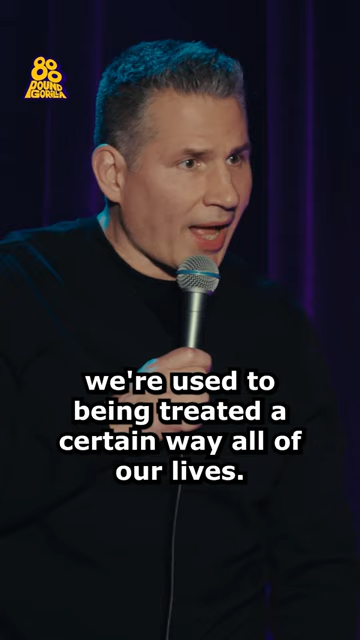 800
POUND
GORILLA
we're used to
being treated a
certain way all of
our lives.